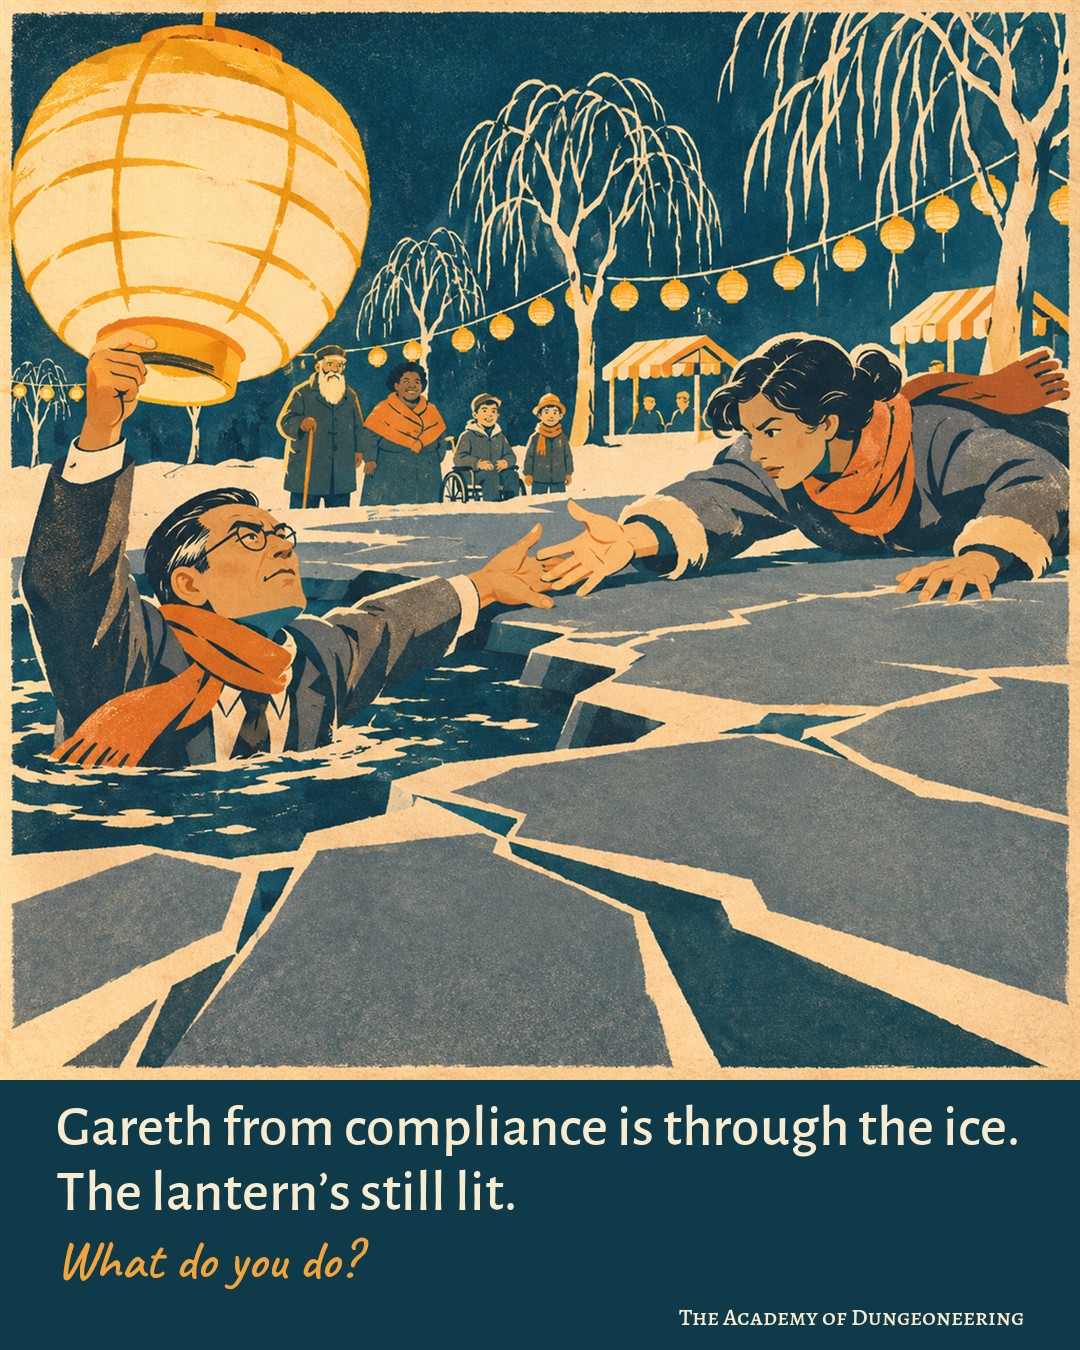 Gareth from compliance is through the ice.
The lantern’s still lit.
What do you do?
The Academy of Dungeoneering